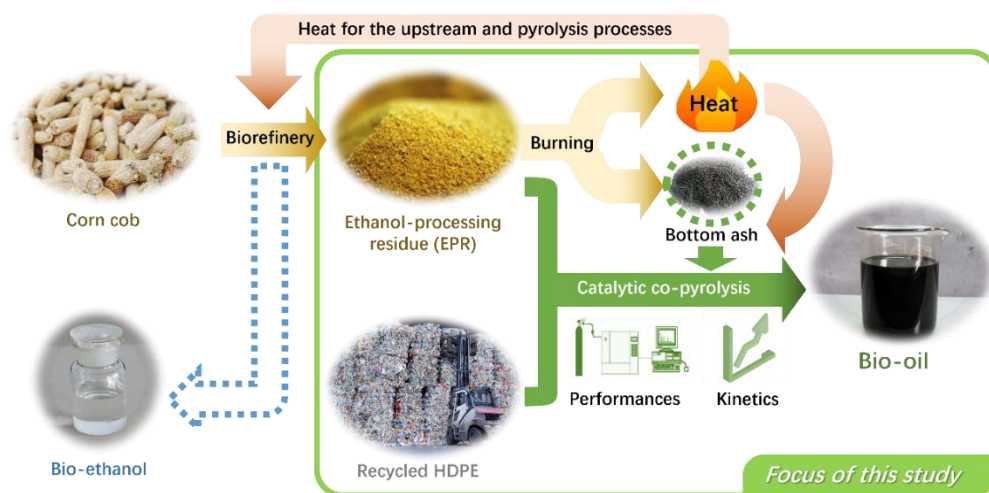 Heat for the upstream and pyrolysis processes
Heat
Biorefinery
Burning
Corn cob
Ethanol-processing
residue (EPR)
Bottom ash
Catalytic co-pyrolysis
Bio-oil
Performances
Kinetics
Bio-ethanol
Recycled HDPE
Focus of this study